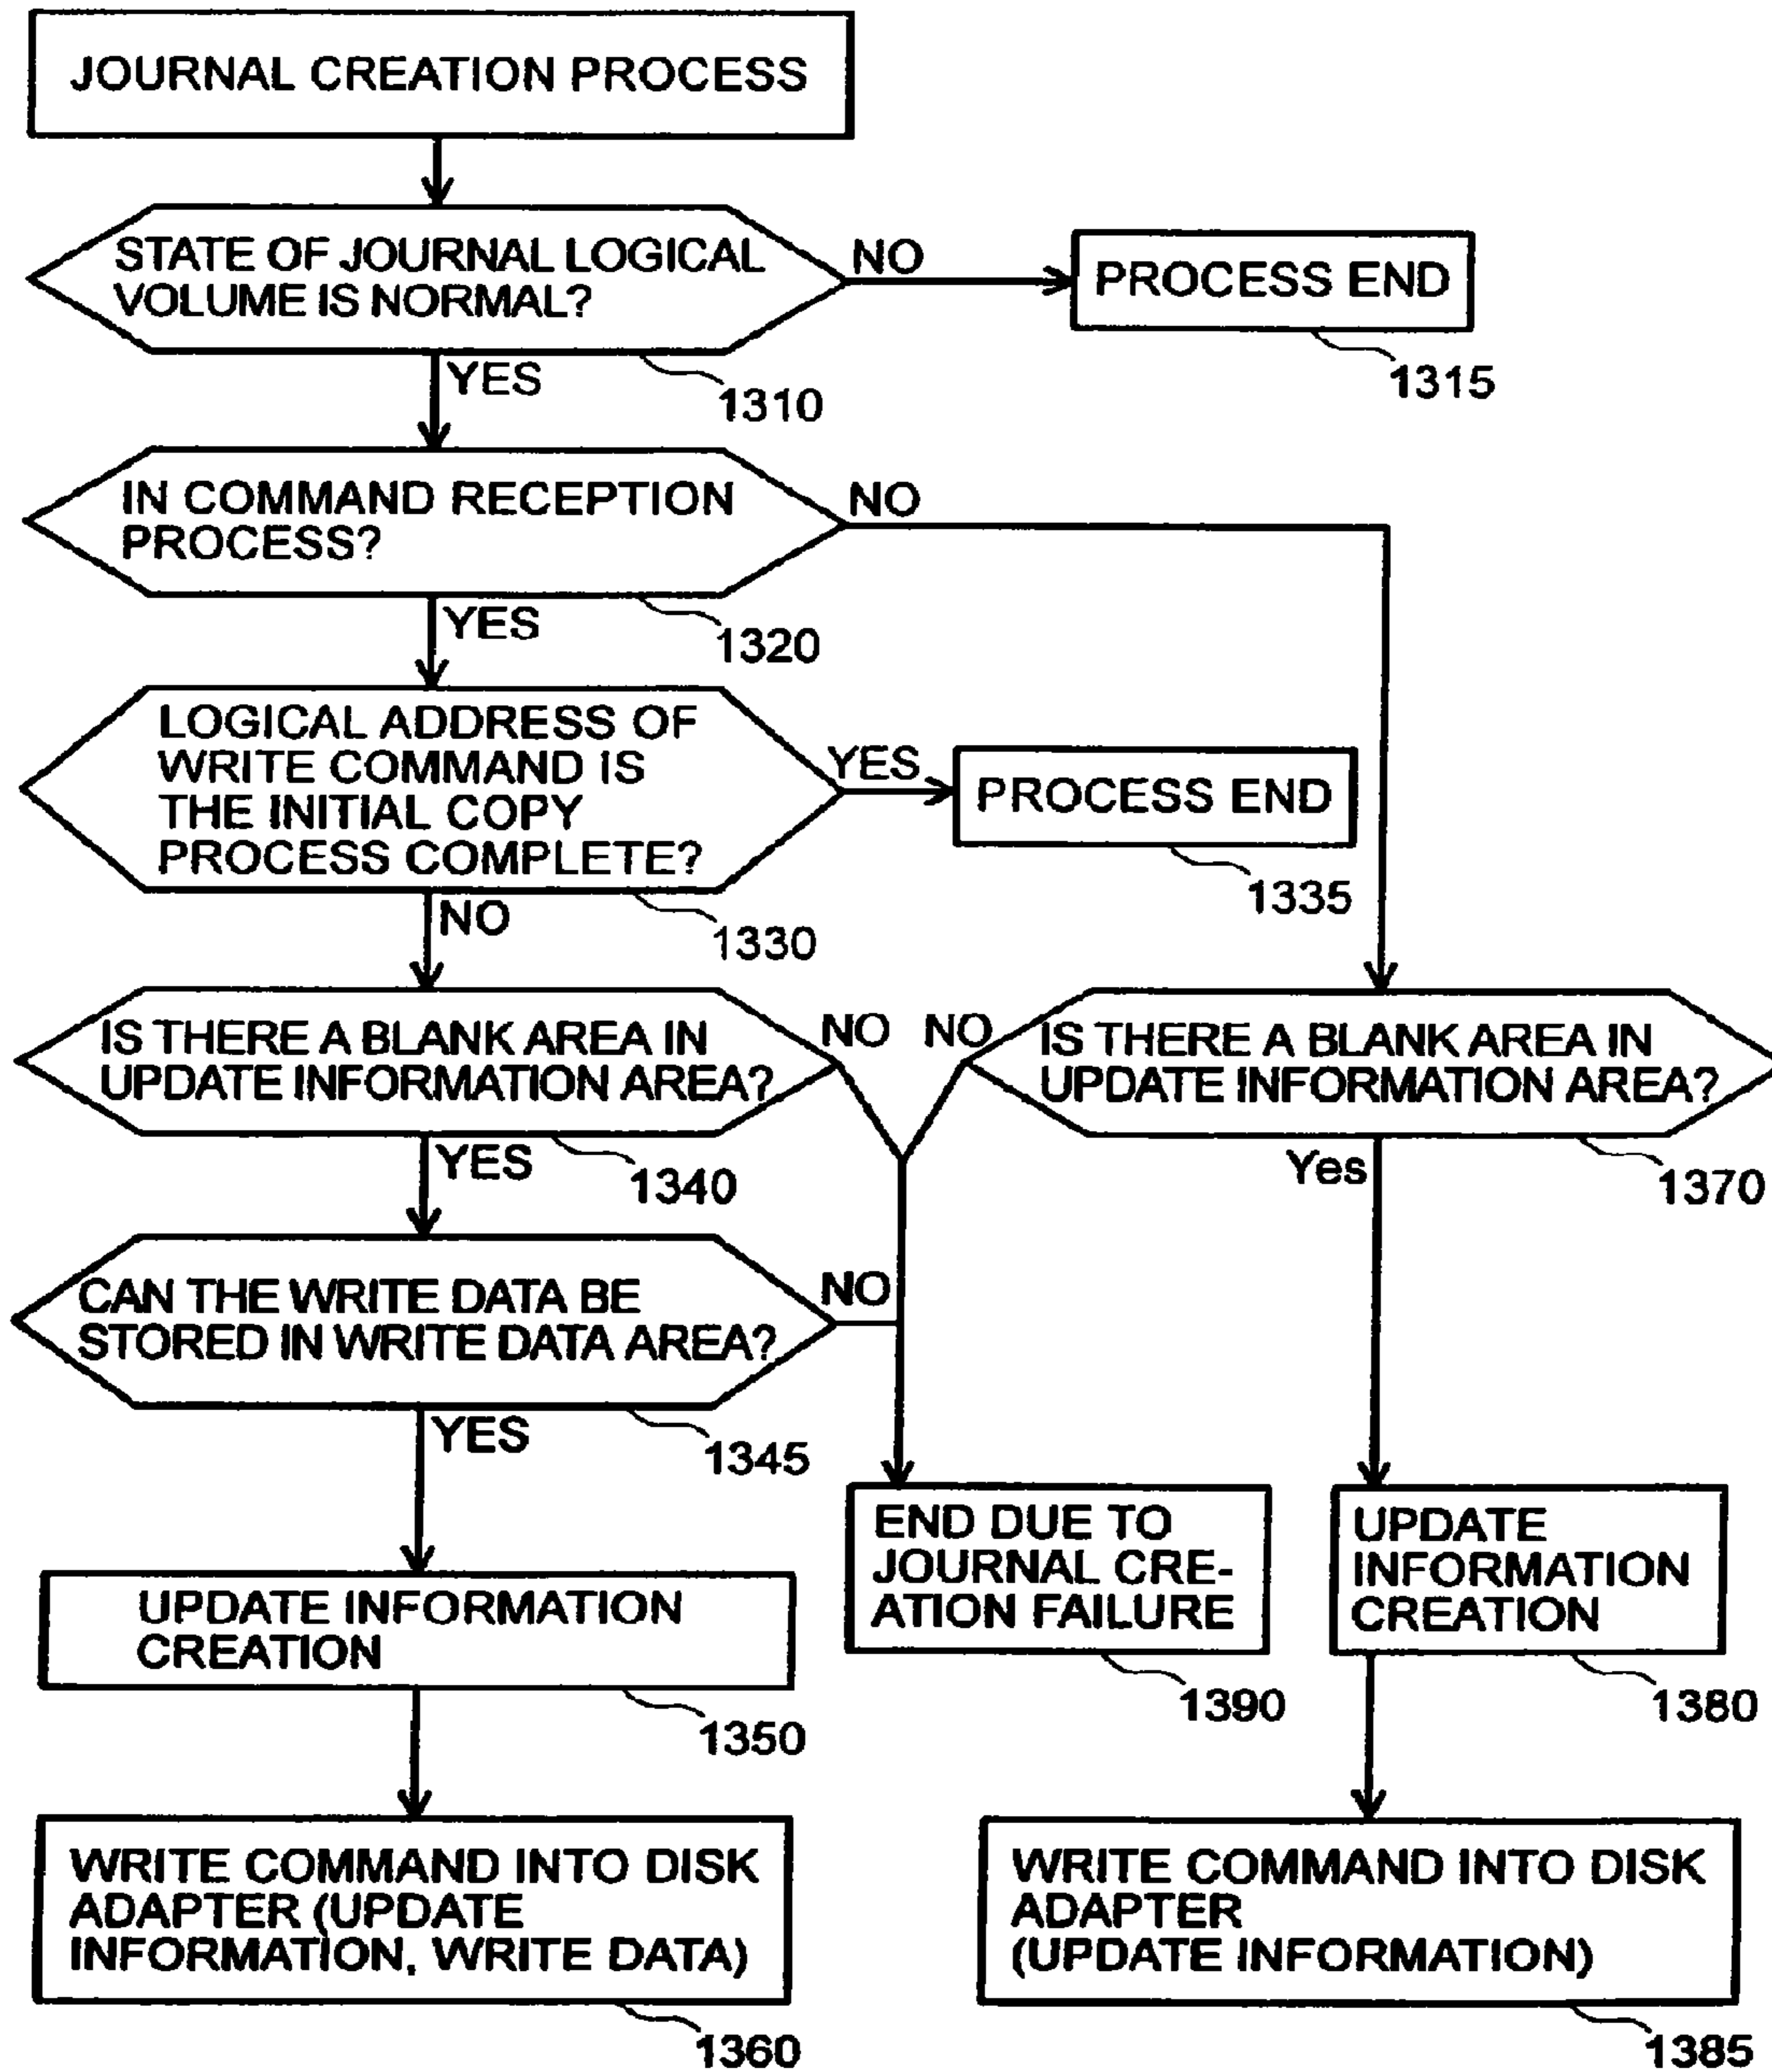 JOURNAL CREATION PROCESS
STATE OF JOURNAL LOGICAL
VOLUME IS NORMAL?
NO
PROCESS END
1315
YES
1310
IN COMMAND RECEPTION
PROCESS?
NO
YES
1320
LOGICAL ADDRESS OF
WRITE COMMAND IS
THE INITIAL COPY
PROCESS COMPLETE?
YES
PROCESS END
1335
NO
1330
IS THERE A BLANK AREA IN
UPDATE INFORMATION AREA?
NO
NO
IS THERE A BLANK AREA IN
UPDATE INFORMATION AREA?
YES
1340
Yes
1370
CAN THE WRITE DATA BE
STORED IN WRITE DATA AREA?
NO
YES
1345
END DUE TO
JOURNAL CRE-
ATION FAILURE
1390
UPDATE
INFORMATION
CREATION
1380
UPDATE INFORMATION
CREATION
1350
WRITE COMMAND INTO DISK
ADAPTER (UPDATE
INFORMATION, WRITE DATA)
1360
WRITE COMMAND INTO DISK
ADAPTER
(UPDATE INFORMATION)
1385